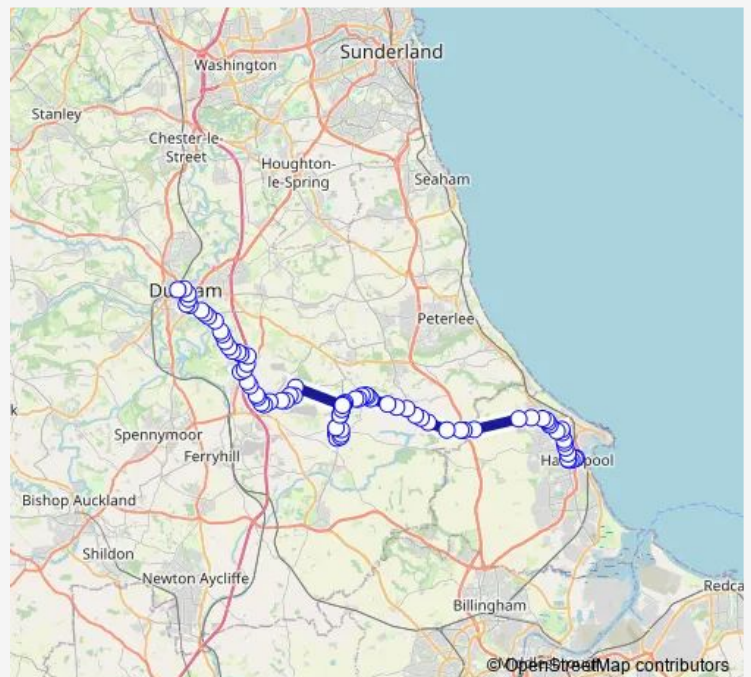 Sunderland
Washington
Stanley
Chester-le-
Street
Houghton-
le-Spring
Seaham
Peterlee
k
Spennymoor
Ferryhill
Bishop Auckland
Shildon
Newton Aycliffe
Billingham
Redca
© OpenStreetMap contributors